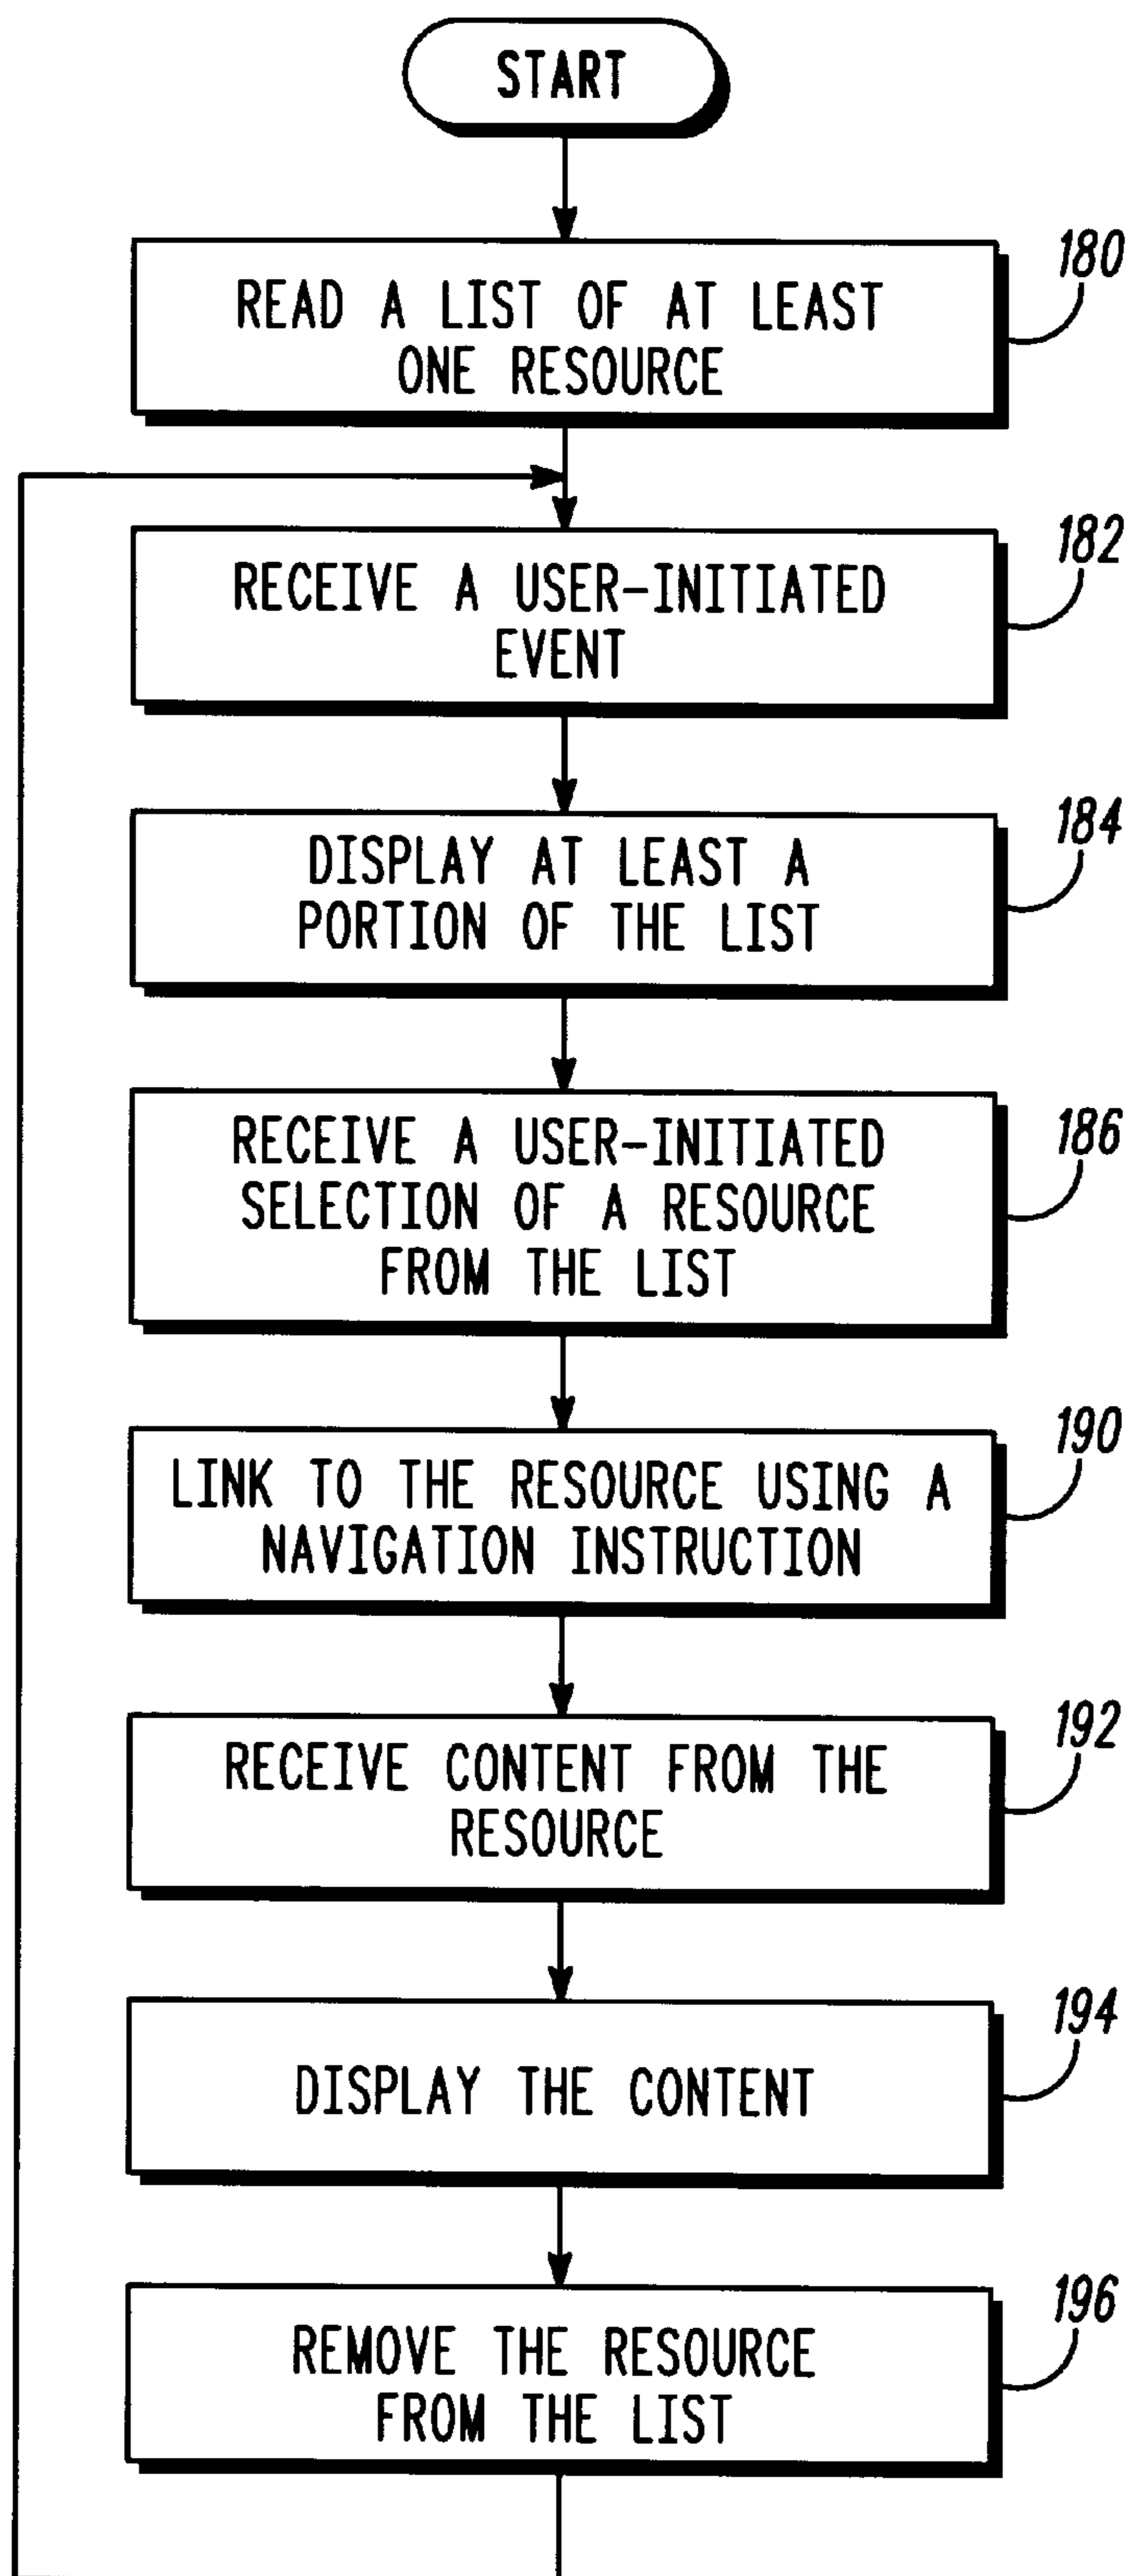 START
180
READ A LIST OF AT LEAST
ONE RESOURCE
182
RECEIVE A USER-INITIATED
EVENT
184
DISPLAY AT LEAST A
PORTION OF THE LIST
186
RECEIVE A USER-INITIATED
SELECTION OF A RESOURCE
FROM THE LIST
190
LINK TO THE RESOURCE USING A
NAVIGATION INSTRUCTION
192
RECEIVE CONTENT FROM THE
RESOURCE
194
DISPLAY THE CONTENT
196
REMOVE THE RESOURCE
FROM THE LIST